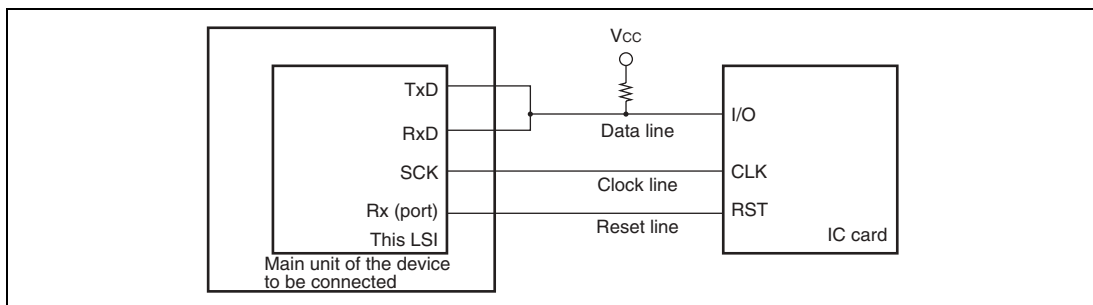 Vcc
TxD
I/O
RxD
Data line
SCK
CLK
Clock line
Rx (port)
RST
Reset line
This LSI
IC card
Main unit of the device
to be connected